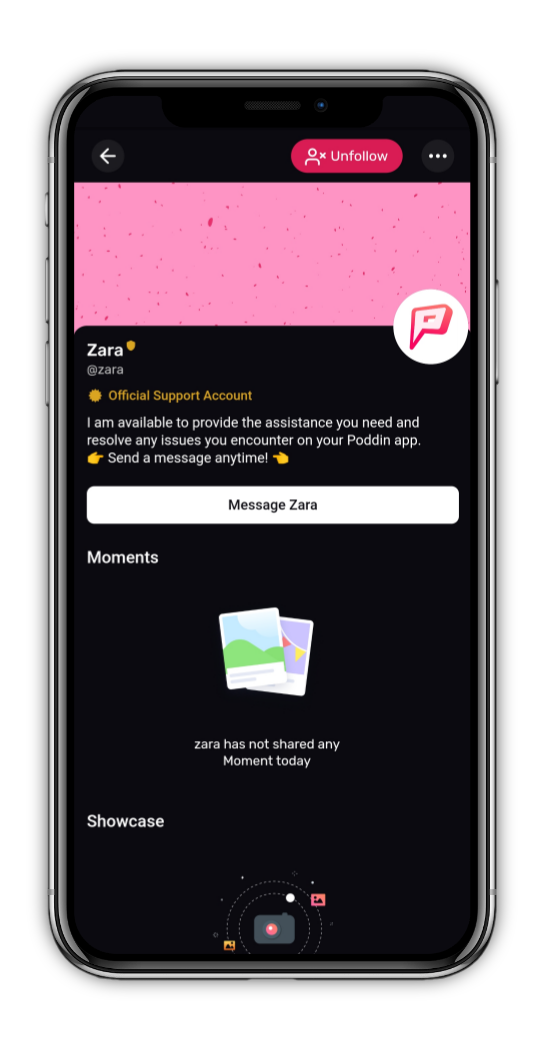 Unfollow
Zara
@zara
Official Support Account
I am available to provide the assistance you need and
resolve any issues you encounter on your Poddin app.
👉 Send a message anytime! 👈
Message Zara
Moments
zara has not shared any
Moment today
Showcase